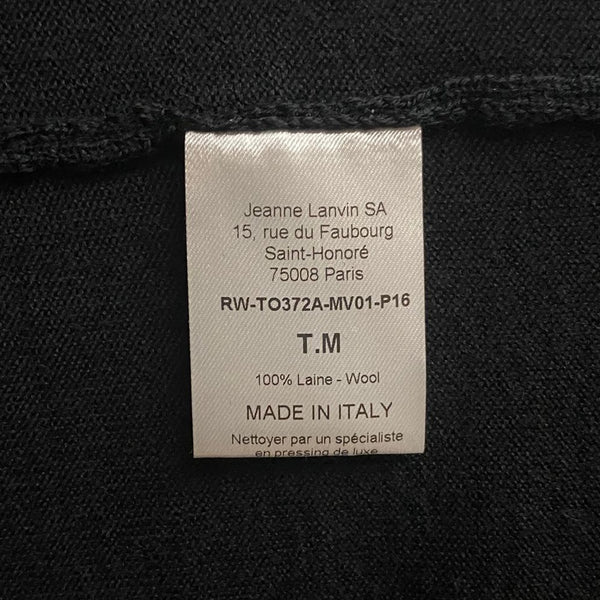 Jeanne Lanvin SA
15, rue du Faubourg
Saint-Honoré
75008 Paris
RW-TO372A-MV01-P16
T.M
100% Laine - Wool
MADE IN ITALY
Nettoyer par un spécialiste
en pressing de luxe